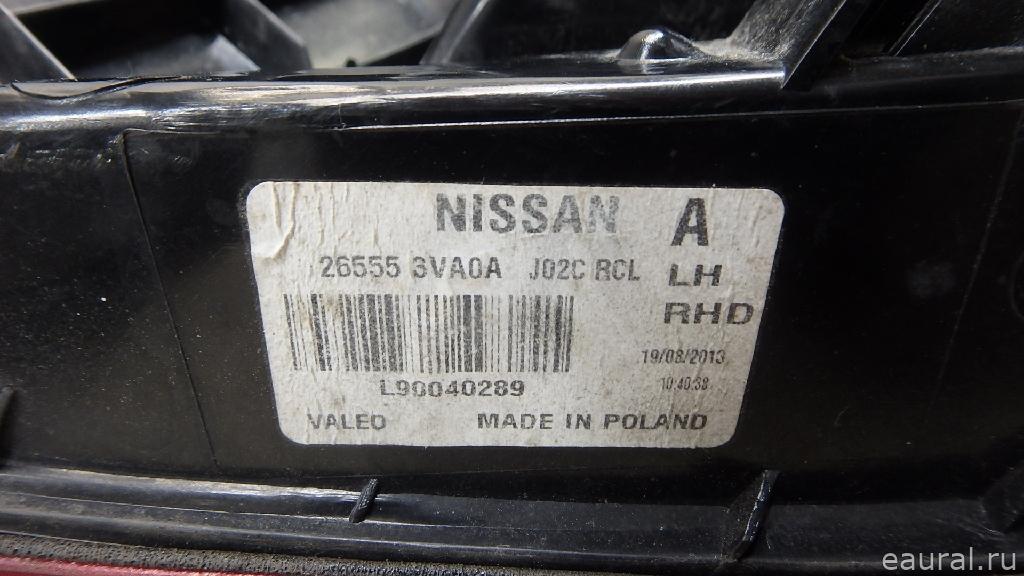 NISSAN A
26555 3VA0A J02C RCL LH
RHD
19/08/2013
L90040289 10:40:38
VALEO MADE IN POLAND
eaural.ru